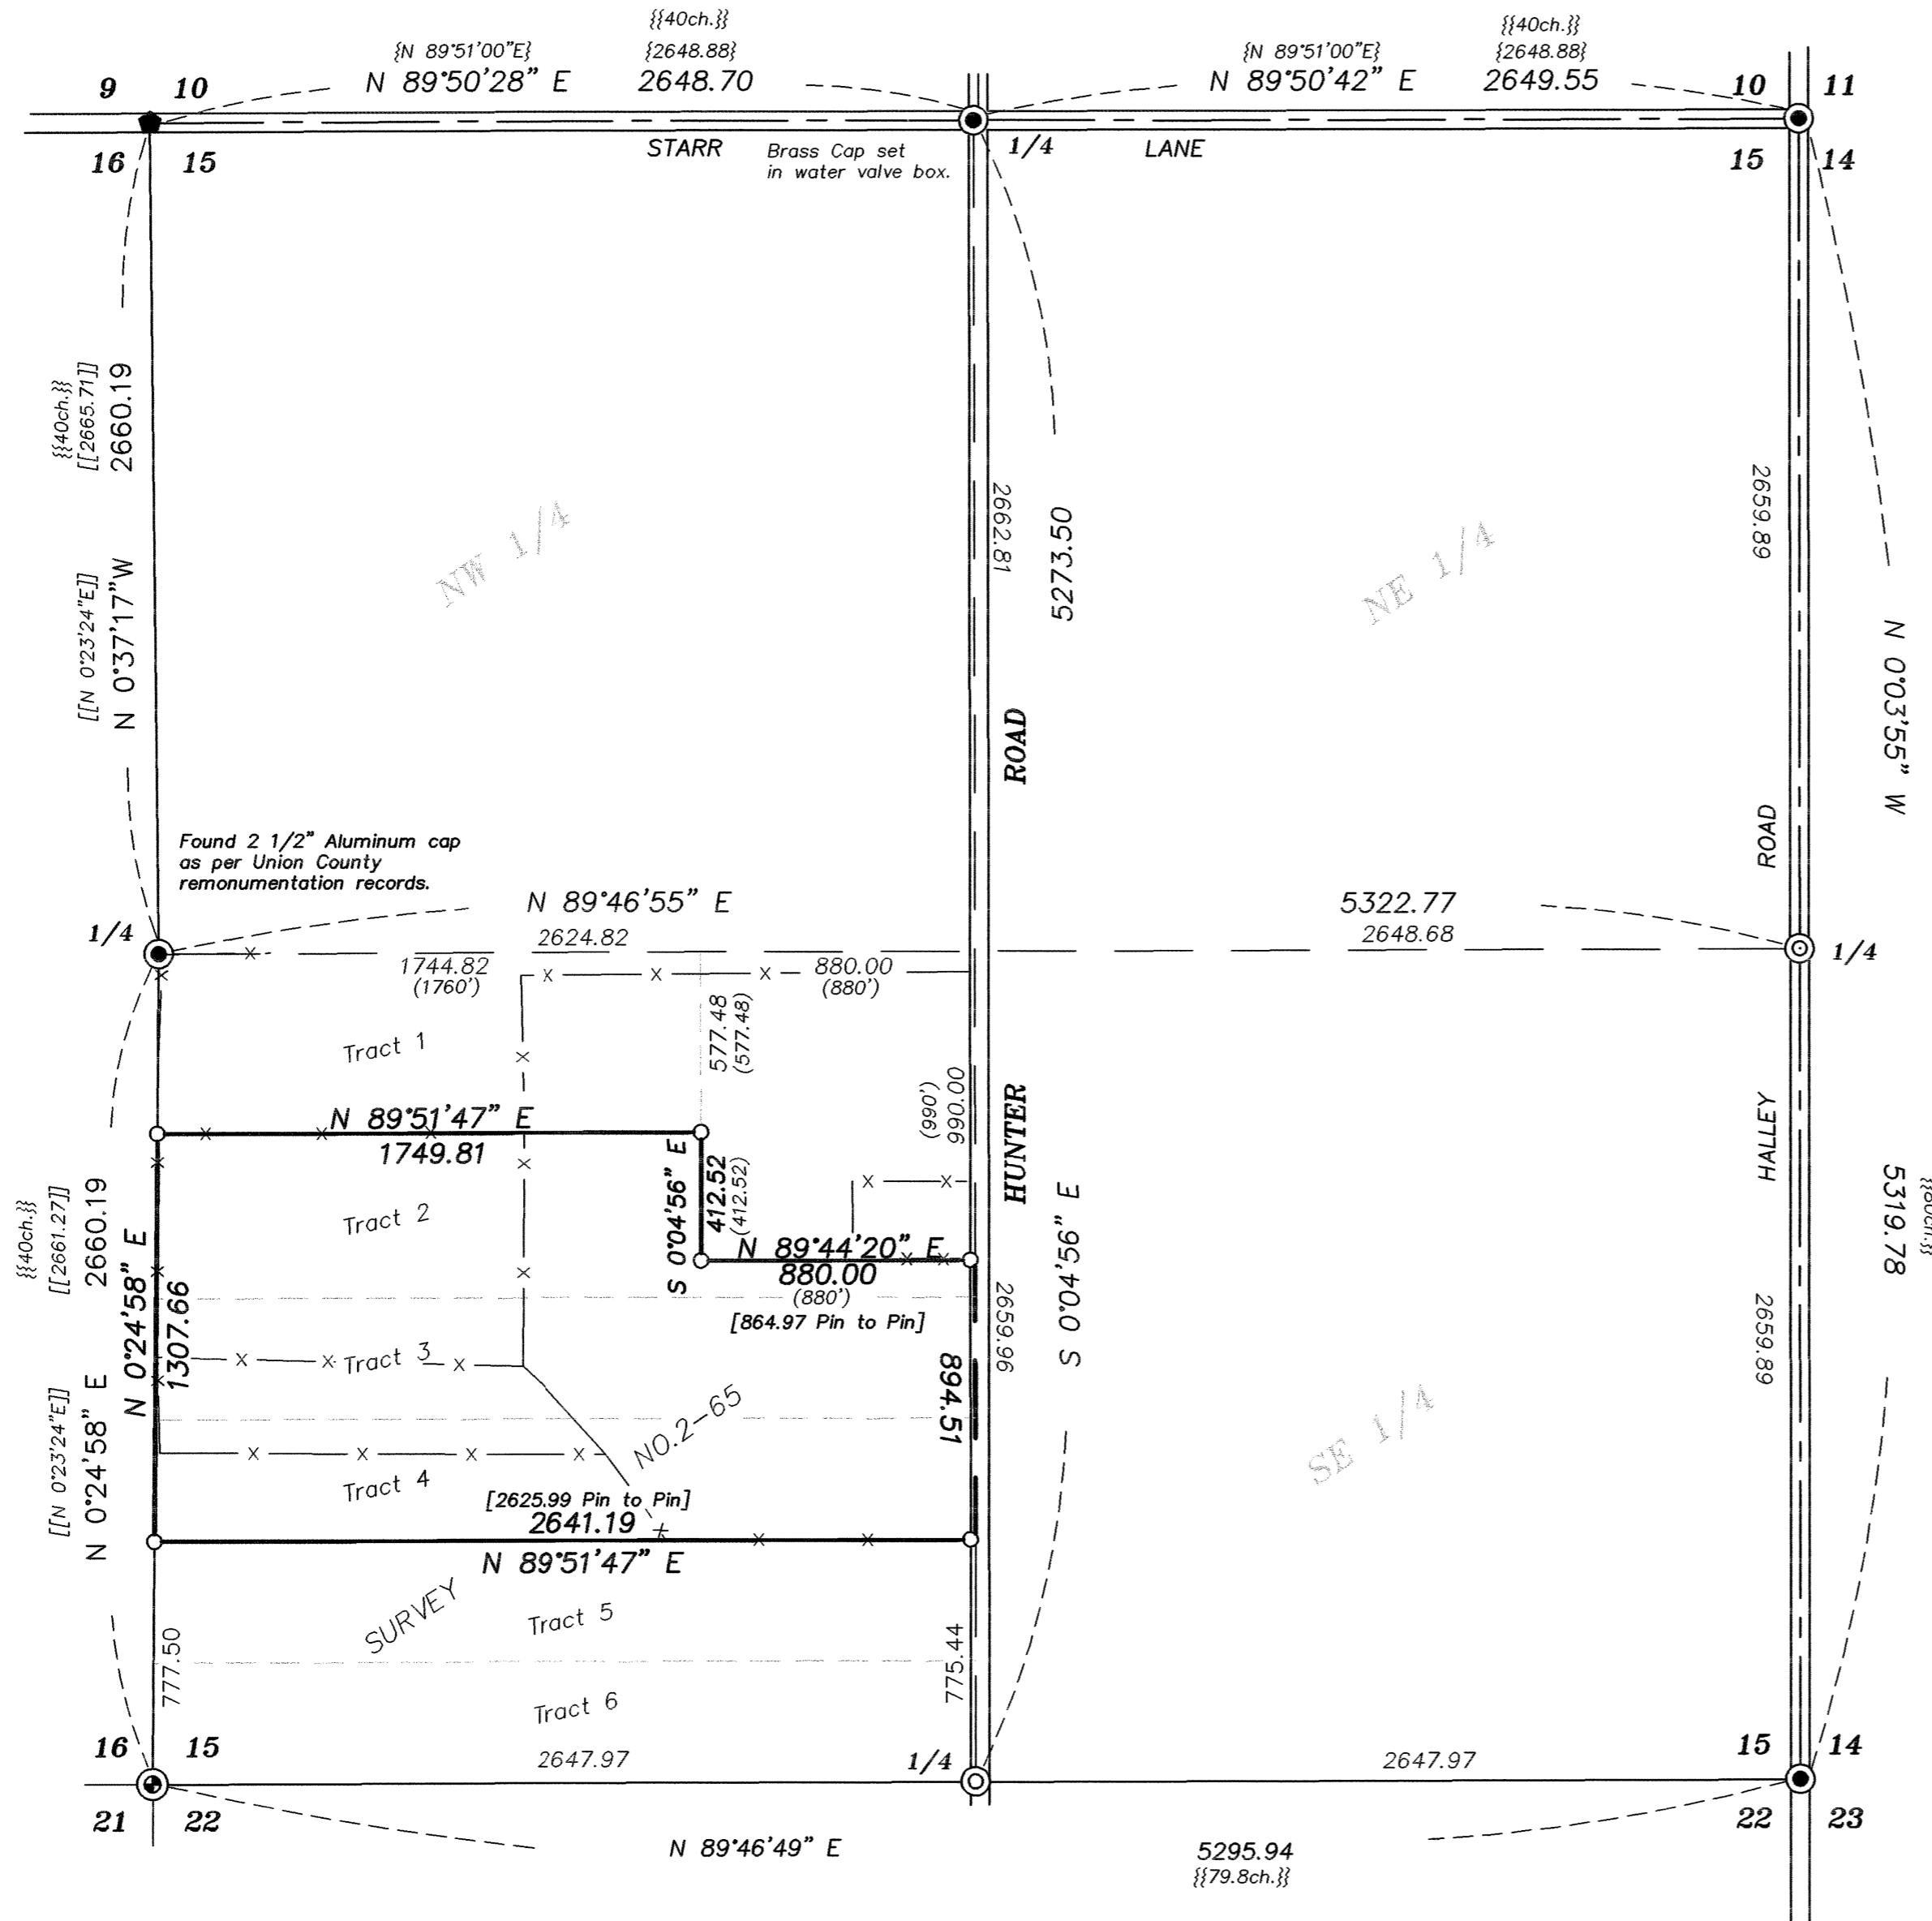 {{40ch.}}
{{40ch.}}
{N 89°51'00"E}
{2648.88}
{N 89°51'00"E}
{2648.88}
9
10
N 89°50'28" E
2648.70
N 89°50'42" E
2649.55
10
11
16
15
STARR
Brass Cap set
in water valve box.
1/4
LANE
15
14
{{40ch.}}
[[2665.71]]
2660.19
[[N 0°23'24"E]]
N 0°37'17"W
NW 1/4
2662.81
5273.50
NE 1/4
2659.89
N 0°03'55" W
ROAD
ROAD
Found 2 1/2" Aluminum cap
as per Union County
remonumentation records.
1/4
N 89°46'55" E
5322.77
2624.82
2648.68
1/4
1744.82
(1760')
880.00
(880')
Tract 1
577.48
(577.48)
990.00
(990')
HUNTER
HALLEY
N 89°51'47" E
1749.81
S 0°04'56" E
412.52
(412.52)
S 0°04'56" E
5319.78
{{80ch.}}
{{40ch.}}
[[2661.27]]
2660.19
N 0°24'58" E
1307.66
Tract 2
N 89°44'20" E
880.00
(880')
[864.97 Pin to Pin]
2659.96
2659.89
Tract 3
894.51
[[N 0°23'24"E]]
N 0°24'58" E
NO.2-65
SE 1/4
Tract 4
[2625.99 Pin to Pin]
2641.19
N 89°51'47" E
SURVEY
Tract 5
777.50
775.44
Tract 6
16
15
2647.97
1/4
2647.97
15
14
21
22
22
23
N 89°46'49" E
5295.94
{{79.8ch.}}